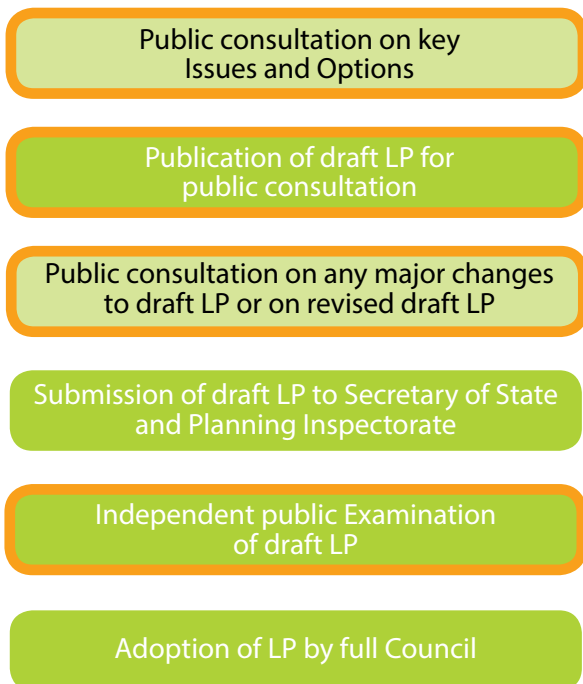 Public consultation on key
Issues and Options
Publication of draft LP for
public consultation
Public consultation on any major changes
to draft LP or on revised draft LP
Submission of draft LP to Secretary of State
and Planning Inspectorate
Independent public Examination
of draft LP
Adoption of LP by full Council